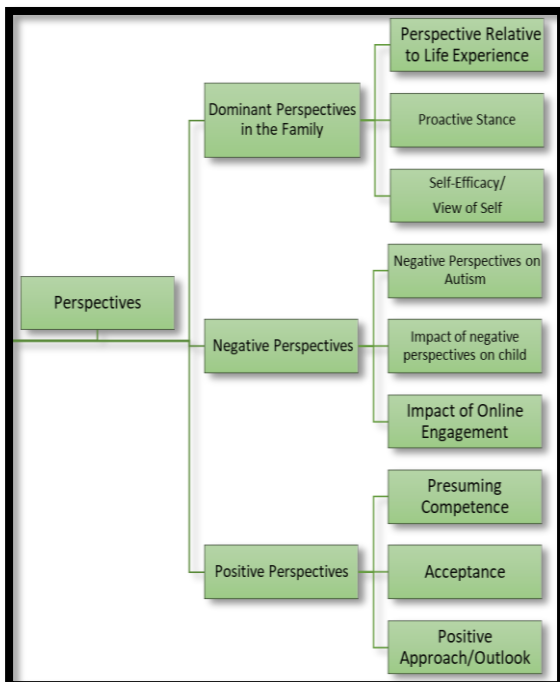 Perspectives
Dominant Perspectives
in the Family
Perspective Relative
to Life Experience
Proactive Stance
Self-Efficacy/
View of Self
Negative Perspectives
Negative Perspectives on
Autism
Impact of negative
perspectives on child
Impact of Online
Engagement
Positive Perspectives
Presuming
Competence
Acceptance
Positive
Approach/Outlook